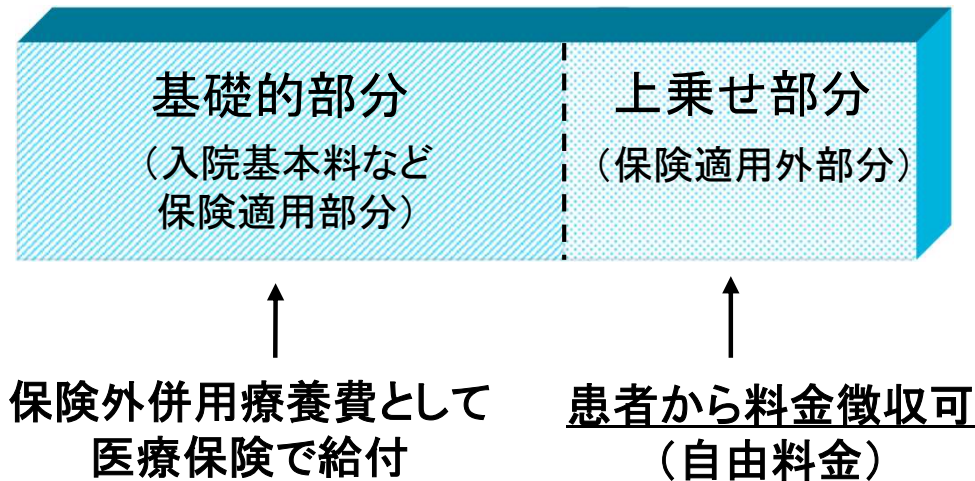 基礎的部分
（入院基本料など
保険適用部分）
上乗せ部分
（保険適用外部分）
保険外併用療養費として
医療保険で給付
患者から料金徴収可
（自由料金）